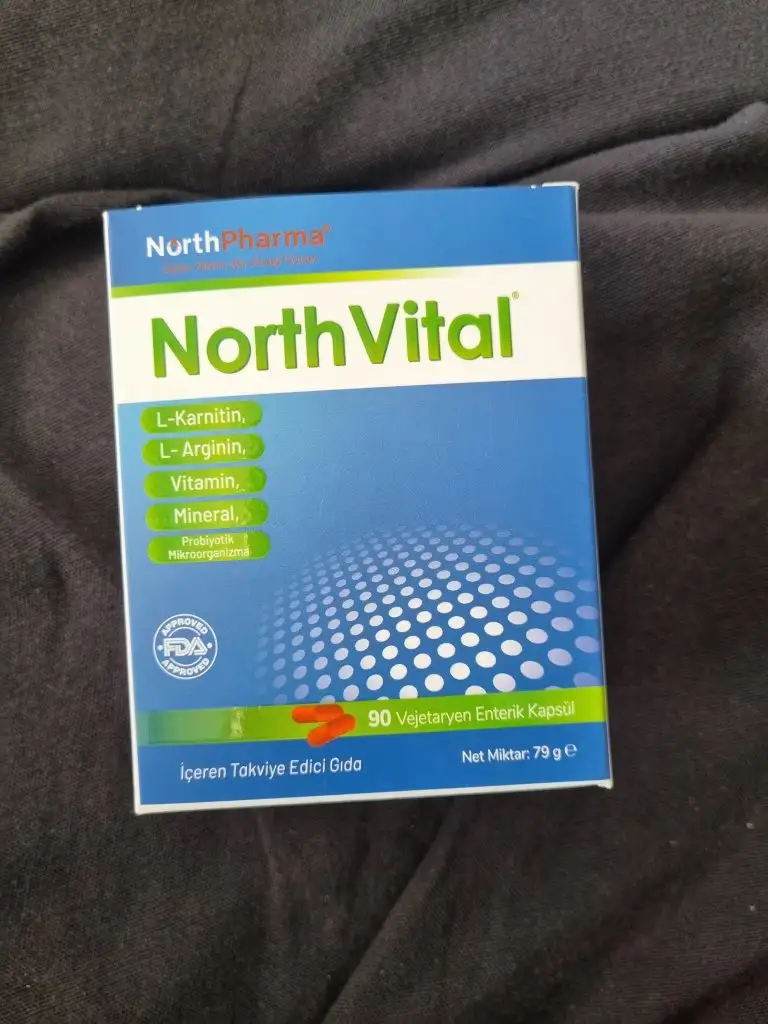 NorthPharma®
NorthVital®
L-Karnitin,
L- Arginin,
Vitamin,
Mineral,
Probiyotik
Mikroorganizma
APPROVED
FDA
APPROVED
90 Vejetaryen Enterik Kapsül
İçeren Takviye Edici Gıda
Net Miktar: 79 g ℮